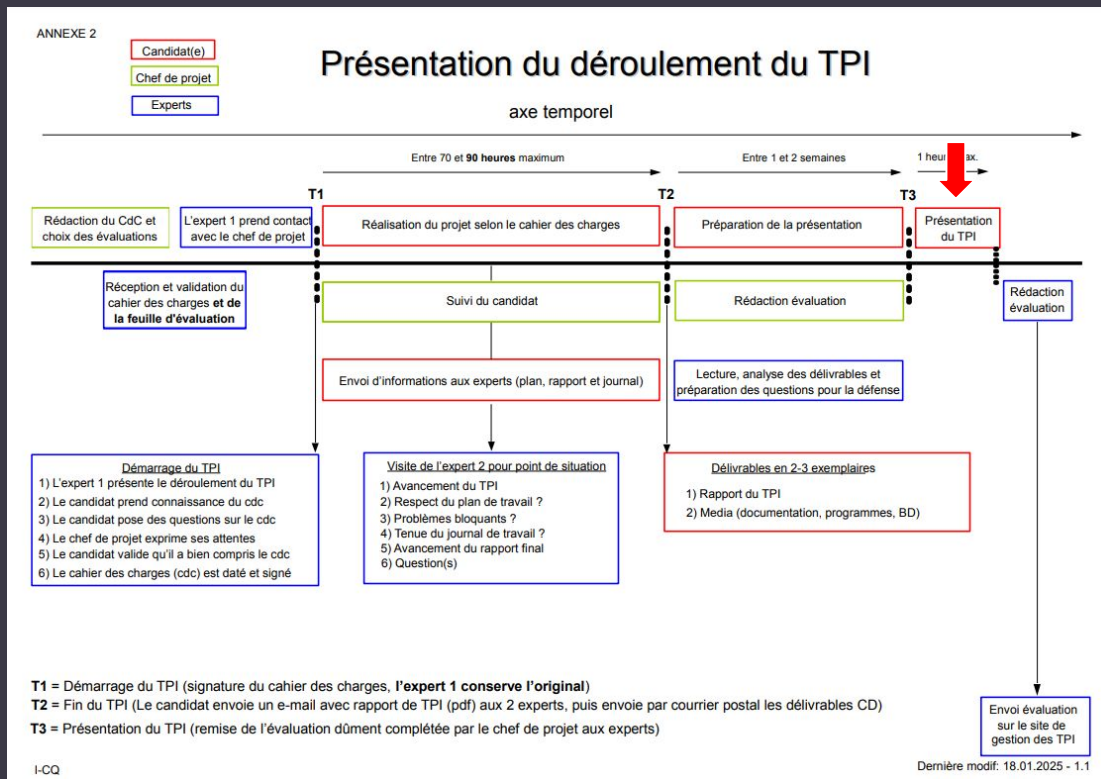 ANNEXE 2
Candidat(e)
Chef de projet
Experts
Présentation du déroulement du TPI
axe temporel
Entre 70 et 90 heures maximum
Entre 1 et 2 semaines
1 heur ax.
T1
T2
T3
Rédaction du CdC et
choix des évaluations
L'expert 1 prend contact
avec le chef de projet
Réalisation du projet selon le cahier des charges
Préparation de la présentation
Présentation
du TPI
Réception et validation du
cahier des charges et de
la feuille d'évaluation
Suivi du candidat
Rédaction évaluation
Rédaction
évaluation
Envoi d'informations aux experts (plan, rapport et journal)
Lecture, analyse des délivrables et
préparation des questions pour la défense
Démarrage du TPI
1) L'expert 1 présente le déroulement du TPI
2) Le candidat prend connaissance du cdc
3) Le candidat pose des questions sur le cdc
4) Le chef de projet exprime ses attentes
5) Le candidat valide qu'il a bien compris le cdc
6) Le cahier des charges (cdc) est daté et signé
Visite de l'expert 2 pour point de situation
1) Avancement du TPI
2) Respect du plan de travail ?
3) Problèmes bloquants ?
4) Tenue du journal de travail ?
5) Avancement du rapport final
6) Question(s)
Délivrables en 2-3 exemplaires
1) Rapport du TPI
2) Media (documentation, programmes, BD)
T1 = Démarrage du TPI (signature du cahier des charges, l'expert 1 conserve l'original)
T2 = Fin du TPI (Le candidat envoie un e-mail avec rapport de TPI (pdf) aux 2 experts, puis envoie par courrier postal les délivrables CD)
T3 = Présentation du TPI (remise de l'évaluation dûment complétée par le chef de projet aux experts)
Envoi évaluation
sur le site de
gestion des TPI
I-CQ
Dernière modif: 18.01.2025 - 1.1